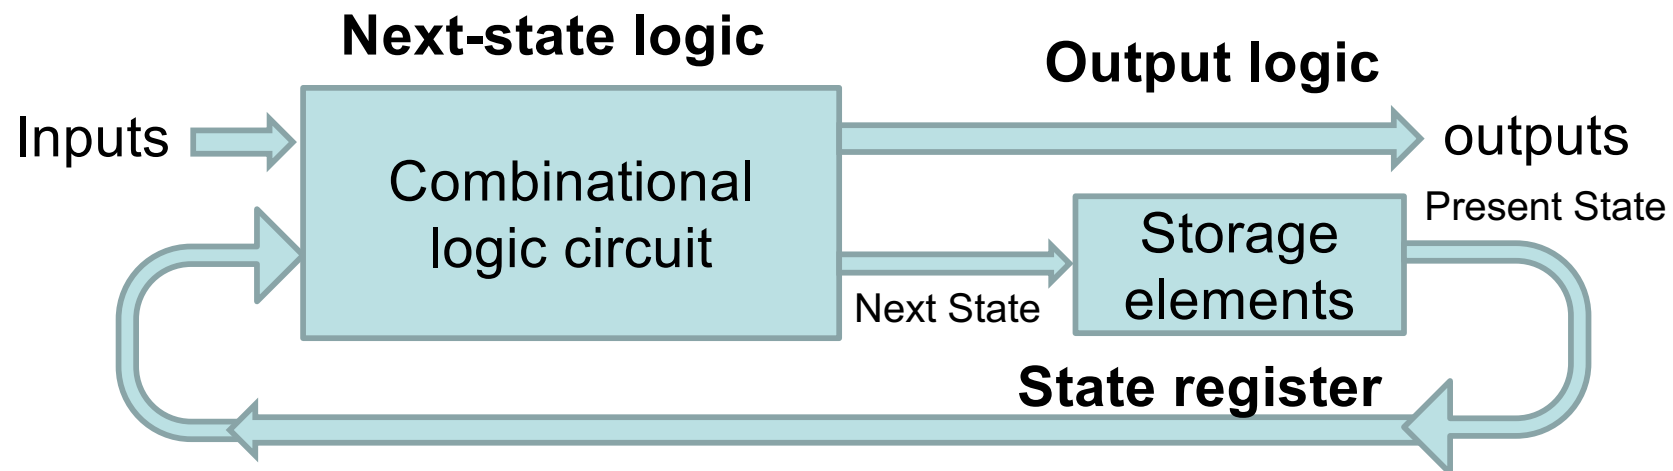 Next-state logic
Output logic
Inputs
outputs
Combinational
logic circuit
Present State
Storage
elements
Next State
State register